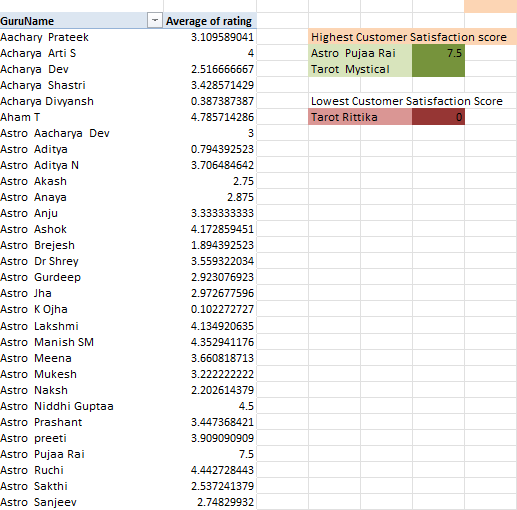 GuruName Average of rating
Aachary Prateek 3.109589041 Highest Customer Satisfaction score
Acharya Arti S 4 Astro Pujaa Rai 7.5
Acharya Dev 2.516666667 Tarot Mystical
Acharya Shastri 3.428571429
Acharya Divyansh 0.387387387 Lowest Customer Satisfaction Score
Aham T 4.785714286 Tarot Rittika 0
Astro Aacharya Dev 3
Astro Aditya 0.794392523
Astro Aditya N 3.706484642
Astro Akash 2.75
Astro Anaya 2.875
Astro Anju 3.333333333
Astro Ashok 4.172859451
Astro Brejesh 1.894392523
Astro Dr Shrey 3.559322034
Astro Gurdeep 2.923076923
Astro Jha 2.972677596
Astro K Ojha 0.102272727
Astro Lakshmi 4.134920635
Astro Manish SM 4.352941176
Astro Meena 3.660818713
Astro Mukesh 3.222222222
Astro Naksh 2.202614379
Astro Niddhi Guptaa 4.5
Astro Prashant 3.447368421
Astro preeti 3.909090909
Astro Pujaa Rai 7.5
Astro Ruchi 4.442728443
Astro Sakthi 2.537241379
Astro Sanjeev 2.74829932